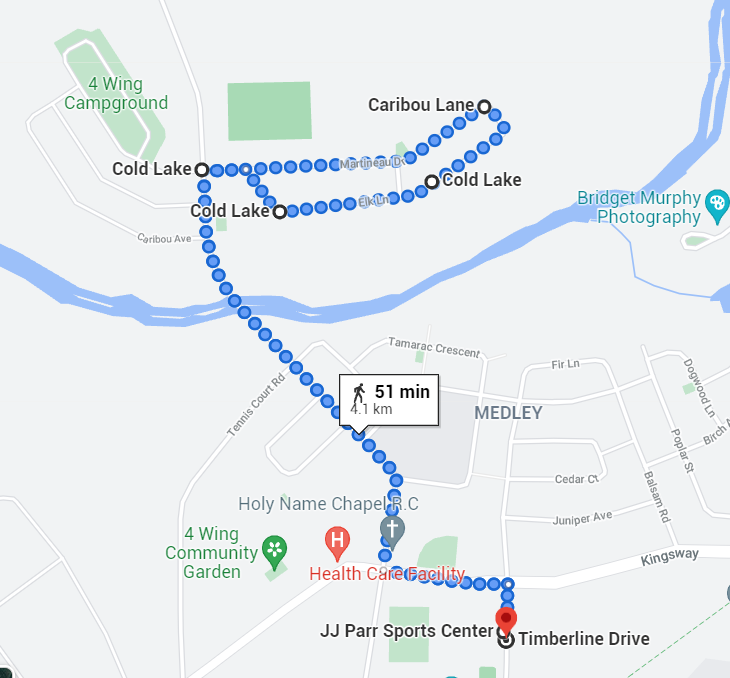 4 Wing
Campground
Caribou Lane
Martineau Dr
Cold Lake
Cold Lake
Cold Lake
Elk Ln
Bridget Murphy
Photography
Caribou Ave
Tamarac Crescent
Fir Ln
Dogwood Ln
Tennis Court Rd
51 min
4.1 km
MEDLEY
Birch A
Poplar St
Cedar Ct
Balsam Rd
Holy Name Chapel R.C
Juniper Ave
4 Wing
Community
Garden
H
Health Care Facility
Kingsway
JJ Parr Sports Center
Timberline Drive